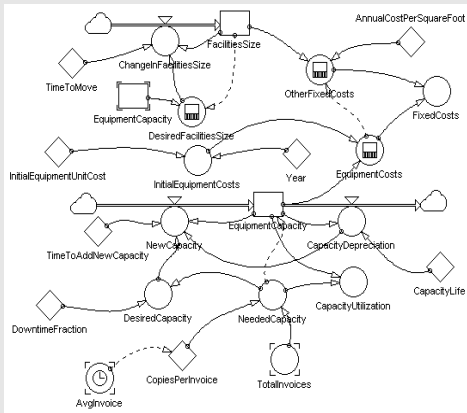 AnnualCostPerSquareFoot
FacilitiesSize
ChangeInFacilitiesSize
TimeToMove
OtherFixedCosts
EquipmentCapacity
DesiredFacilitiesSize
FixedCosts
InitialEquipmentUnitCost
InitialEquipmentCosts
Year
EquipmentCosts
EquipmentCapacity
NewCapacity
CapacityDepreciation
TimeToAddNewCapacity
CapacityLife
CapacityUtilization
DowntimeFraction
DesiredCapacity
NeededCapacity
CopiesPerInvoice
TotalInvoices
AvgInvoice